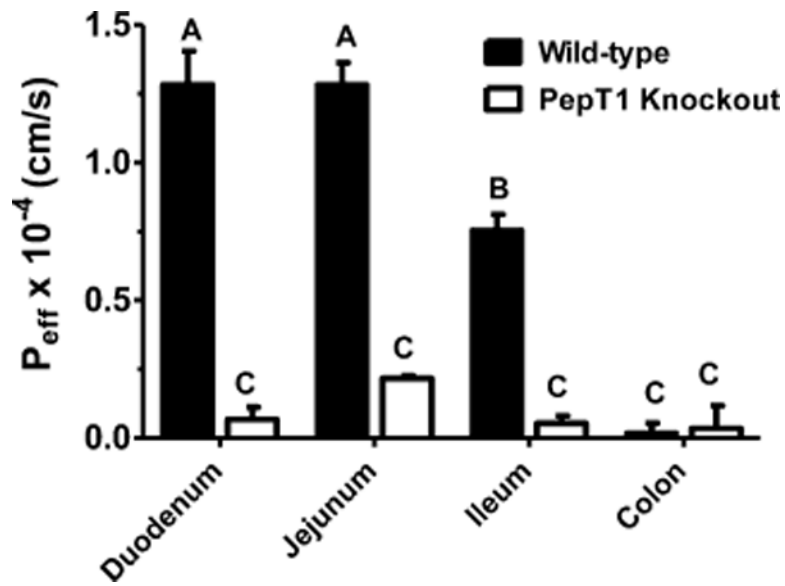 1.5
1.0
0.5
0.0
P_eff x 10^-4 (cm/s)
A
A
B
C
C
C
C
C
Wild-type
PepT1 Knockout
Duodenum
Jejunum
Ileum
Colon